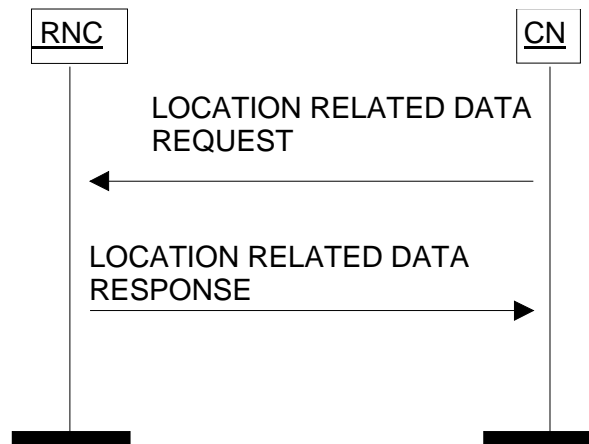 RNC
CN
LOCATION RELATED DATA
REQUEST
LOCATION RELATED DATA
RESPONSE